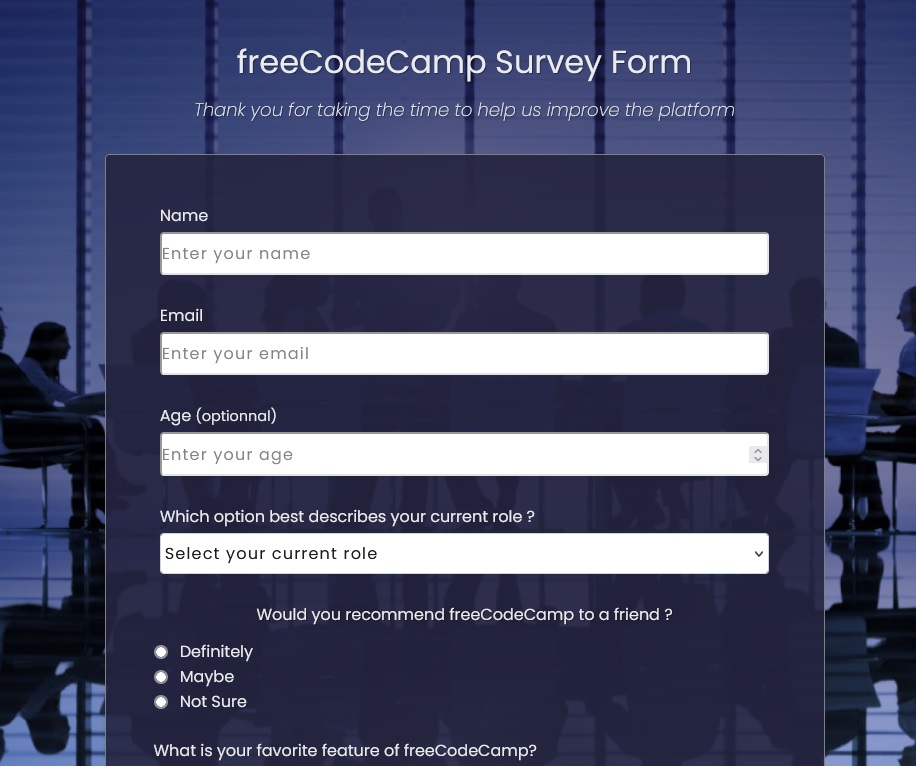 freeCodeCamp Survey Form
Thank you for taking the time to help us improve the platform
Name
Enter your name
Email
Enter your email
Age (optionnal)
Enter your age
Which option best describes your current role ?
Select your current role
Would you recommend freeCodeCamp to a friend ?
Definitely
Maybe
Not Sure
What is your favorite feature of freeCodeCamp?